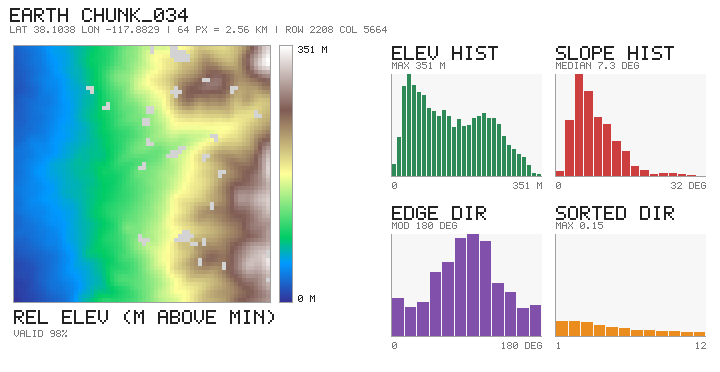 EARTH CHUNK_034
LAT 38.1038 LON -117.8829 | 64 PX = 2.56 KM | ROW 2208 COL 5664
351 M
0 M
REL ELEV (M ABOVE MIN)
VALID 98%
ELEV HIST
MAX 351 M
0 351 M
SLOPE HIST
MEDIAN 7.3 DEG
0 32 DEG
EDGE DIR
MOD 180 DEG
0 180 DEG
SORTED DIR
MAX 0.15
1 12